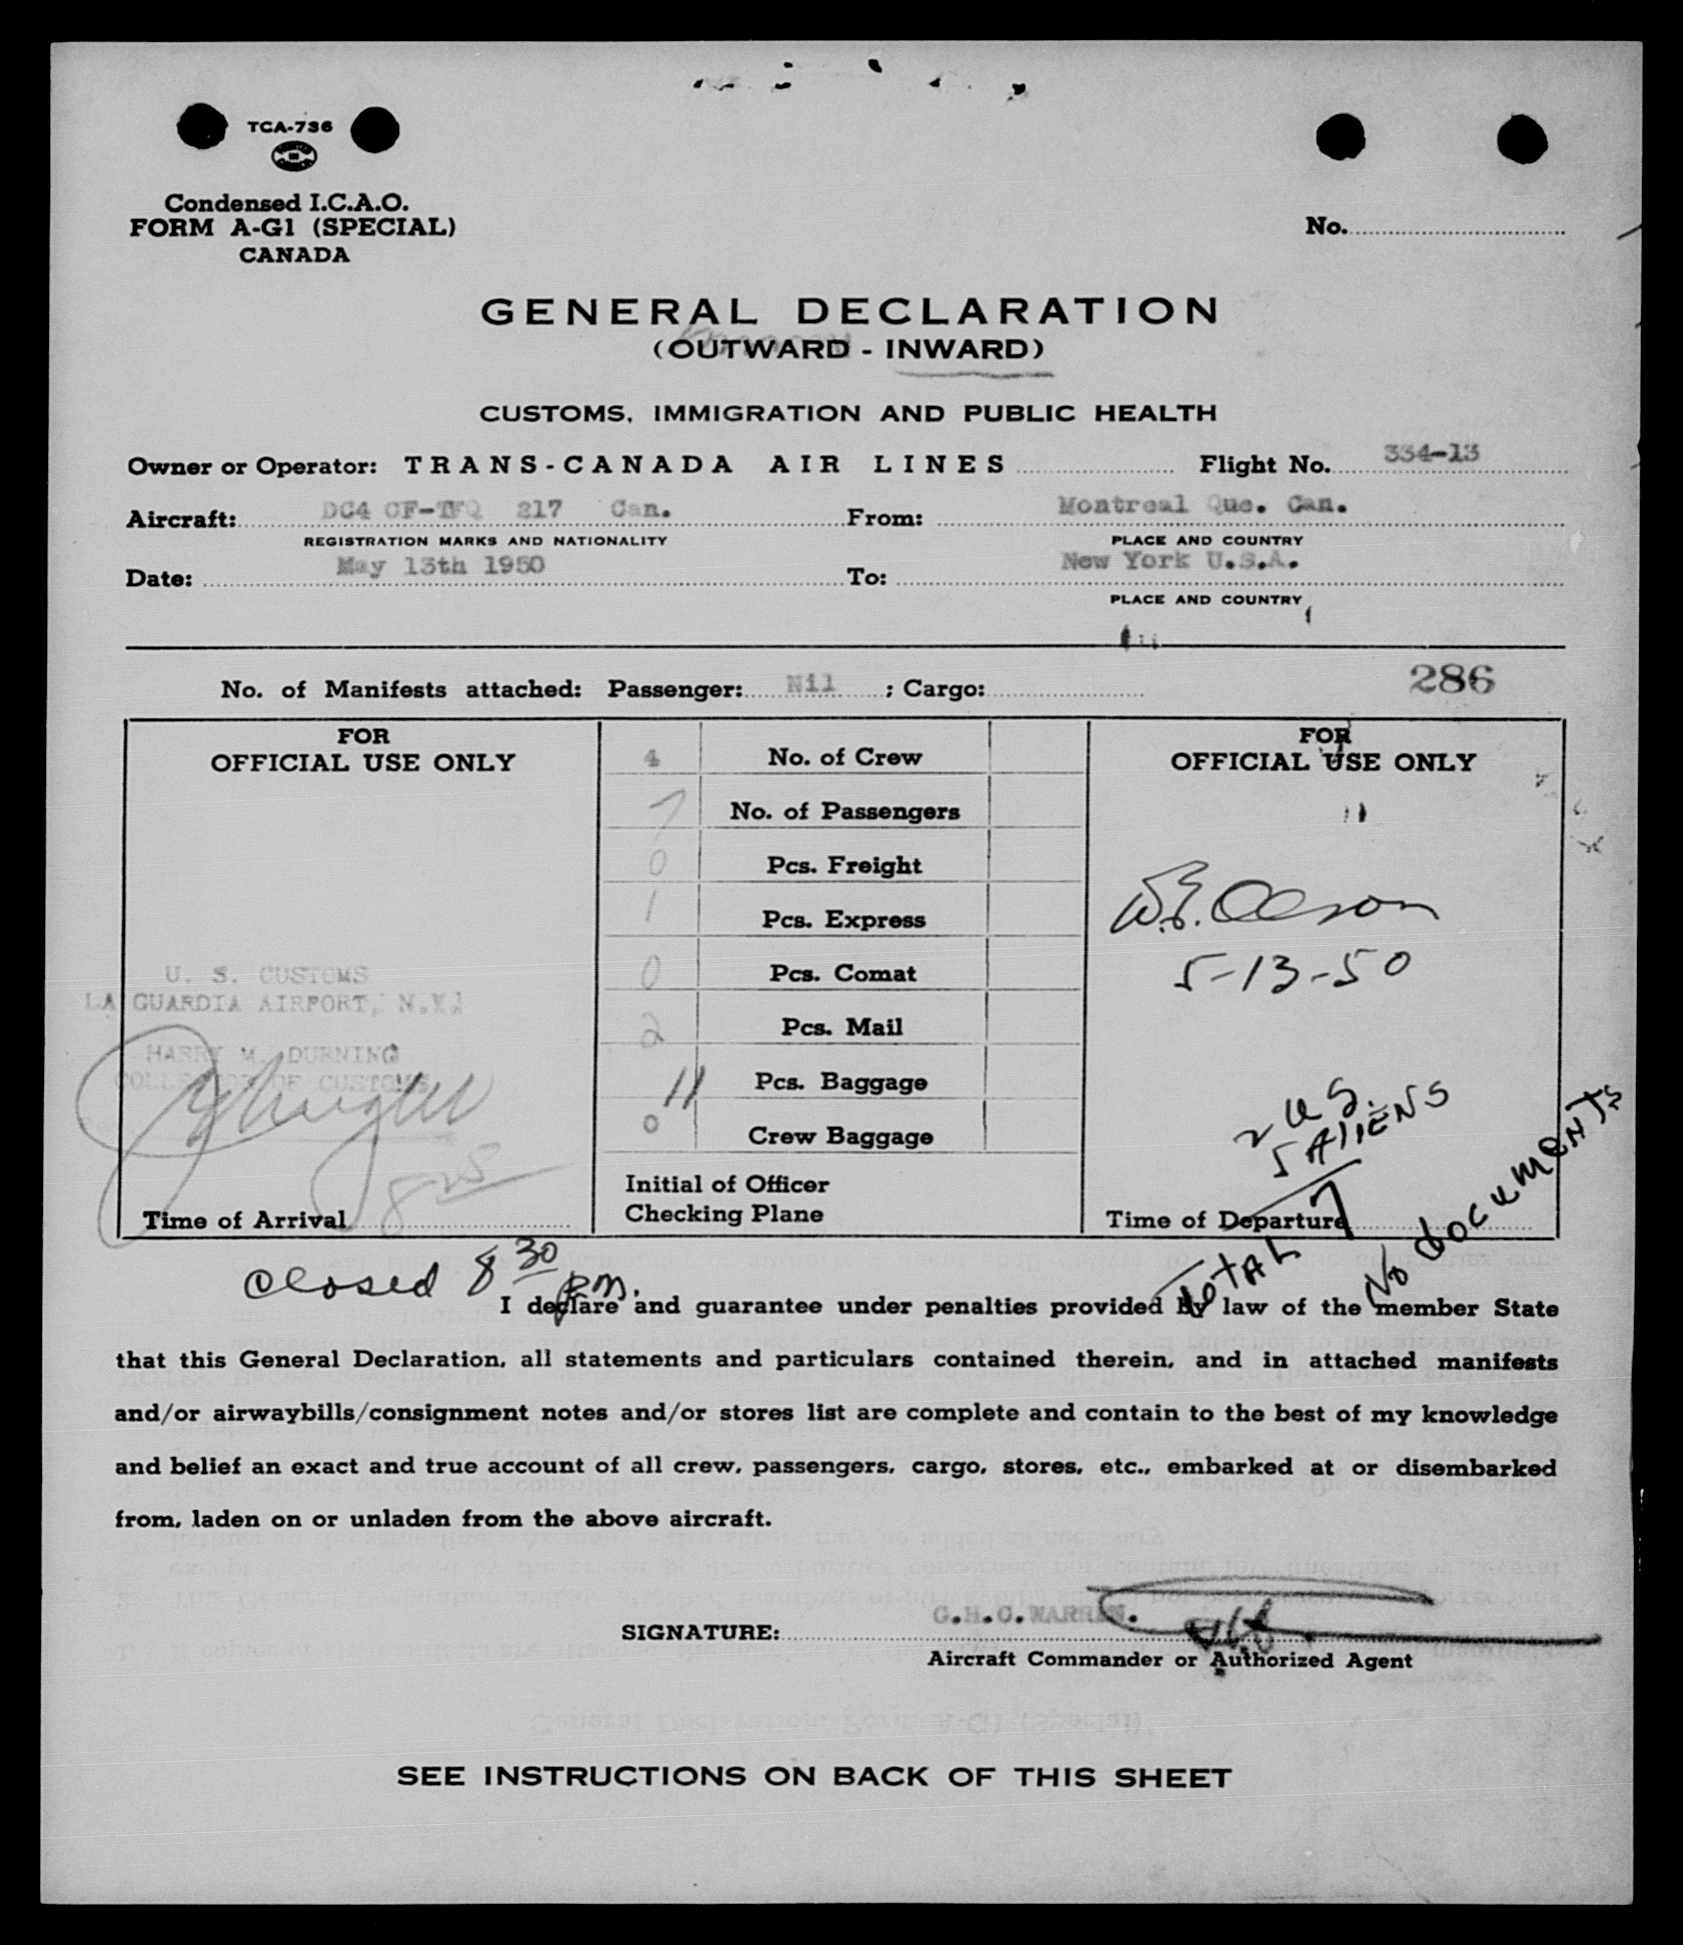 TCA-736
Condensed I.C.A.O.
FORM A-G1 (SPECIAL)
CANADA
No.
GENERAL DECLARATION
(OUTWARD - INWARD)
CUSTOMS, IMMIGRATION AND PUBLIC HEALTH
Owner or Operator: TRANS-CANADA AIR LINES Flight No. 334-13
Aircraft: DC4 CF-TFQ 217 Can. From: Montreal Que. Can.
REGISTRATION MARKS AND NATIONALITY PLACE AND COUNTRY
Date: May 13th 1950 To: New York U.S.A.
PLACE AND COUNTRY
No. of Manifests attached: Passenger: Nil ; Cargo: 286
FOR
OFFICIAL USE ONLY
U. S. CUSTOMS
LA GUARDIA AIRPORT, N.Y.
HARRY M. DURNING
COLLECTOR OF CUSTOMS
825
Time of Arrival
4 No. of Crew
7 No. of Passengers
0 Pcs. Freight
1 Pcs. Express
0 Pcs. Comat
2 Pcs. Mail
11 Pcs. Baggage
0 Crew Baggage
Initial of Officer
Checking Plane
FOR
OFFICIAL USE ONLY
W.E. Olson
5-13-50
2 U.S.
5 ALIENS
Total 7
No documents
Time of Departure
Closed 8 30 pm.
I declare and guarantee under penalties provided by law of the member State
that this General Declaration, all statements and particulars contained therein, and in attached manifests
and/or airwaybills/consignment notes and/or stores list are complete and contain to the best of my knowledge
and belief an exact and true account of all crew, passengers, cargo, stores, etc., embarked at or disembarked
from, laden on or unladen from the above aircraft.
SIGNATURE: G.H.C.WARREN.
Aircraft Commander or Authorized Agent
SEE INSTRUCTIONS ON BACK OF THIS SHEET